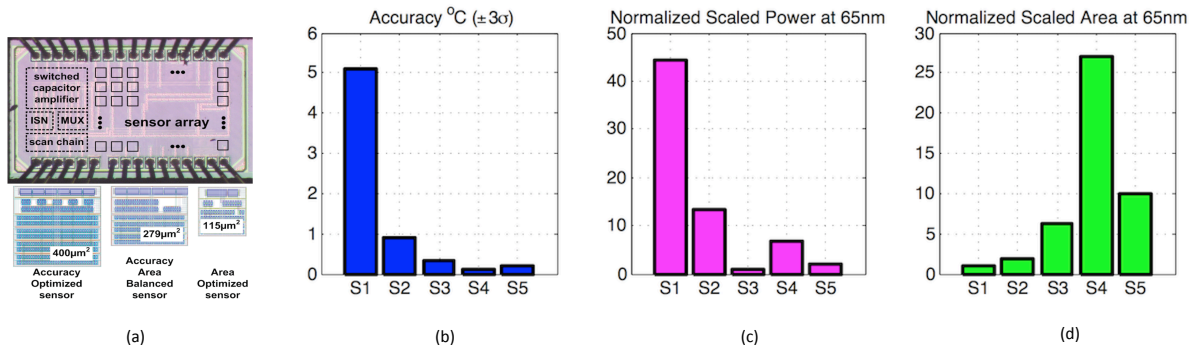 switched
capacitor
amplifier
ISN MUX
scan chain
sensor array
400µm²
279µm²
115µm²
Accuracy
Optimized
sensor
Accuracy
Area
Balanced
sensor
Area
Optimized
sensor
(a)
Accuracy °C (±3σ)
6
5
4
3
2
1
0
S1 S2 S3 S4 S5
(b)
Normalized Scaled Power at 65nm
50
40
30
20
10
0
S1 S2 S3 S4 S5
(c)
Normalized Scaled Area at 65nm
30
25
20
15
10
5
0
S1 S2 S3 S4 S5
(d)